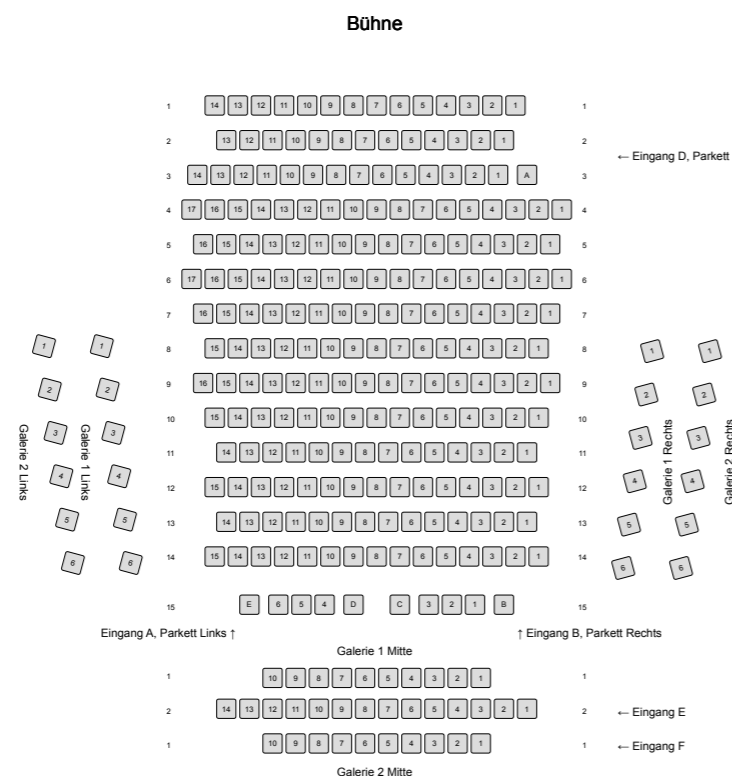 Bühne
1 14 13 12 11 10 9 8 7 6 5 4 3 2 1 1
2 13 12 11 10 9 8 7 6 5 4 3 2 1 2
← Eingang D, Parkett
3 14 13 12 11 10 9 8 7 6 5 4 3 2 1 A 3
4 17 16 15 14 13 12 11 10 9 8 7 6 5 4 3 2 1 4
5 16 15 14 13 12 11 10 9 8 7 6 5 4 3 2 1 5
6 17 16 15 14 13 12 11 10 9 8 7 6 5 4 3 2 1 6
7 16 15 14 13 12 11 10 9 8 7 6 5 4 3 2 1 7
1 1 8 15 14 13 12 11 10 9 8 7 6 5 4 3 2 1 8 1 1
2 2 9 16 15 14 13 12 11 10 9 8 7 6 5 4 3 2 1 9 2 2
10 15 14 13 12 11 10 9 8 7 6 5 4 3 2 1 10
3 3 11 14 13 12 11 10 9 8 7 6 5 4 3 2 1 11 3 3
Galerie 2 Links
Galerie 1 Links
Galerie 1 Rechts
Galerie 2 Rechts
4 4 12 15 14 13 12 11 10 9 8 7 6 5 4 3 2 1 12 4 4
5 5 13 14 13 12 11 10 9 8 7 6 5 4 3 2 1 13 5 5
6 6 14 15 14 13 12 11 10 9 8 7 6 5 4 3 2 1 14 6 6
15 E 6 5 4 D C 3 2 1 B 15
Eingang A, Parkett Links ↑
↑ Eingang B, Parkett Rechts
Galerie 1 Mitte
1 10 9 8 7 6 5 4 3 2 1 1
2 14 13 12 11 10 9 8 7 6 5 4 3 2 1 2 ← Eingang E
1 10 9 8 7 6 5 4 3 2 1 1 ← Eingang F
Galerie 2 Mitte